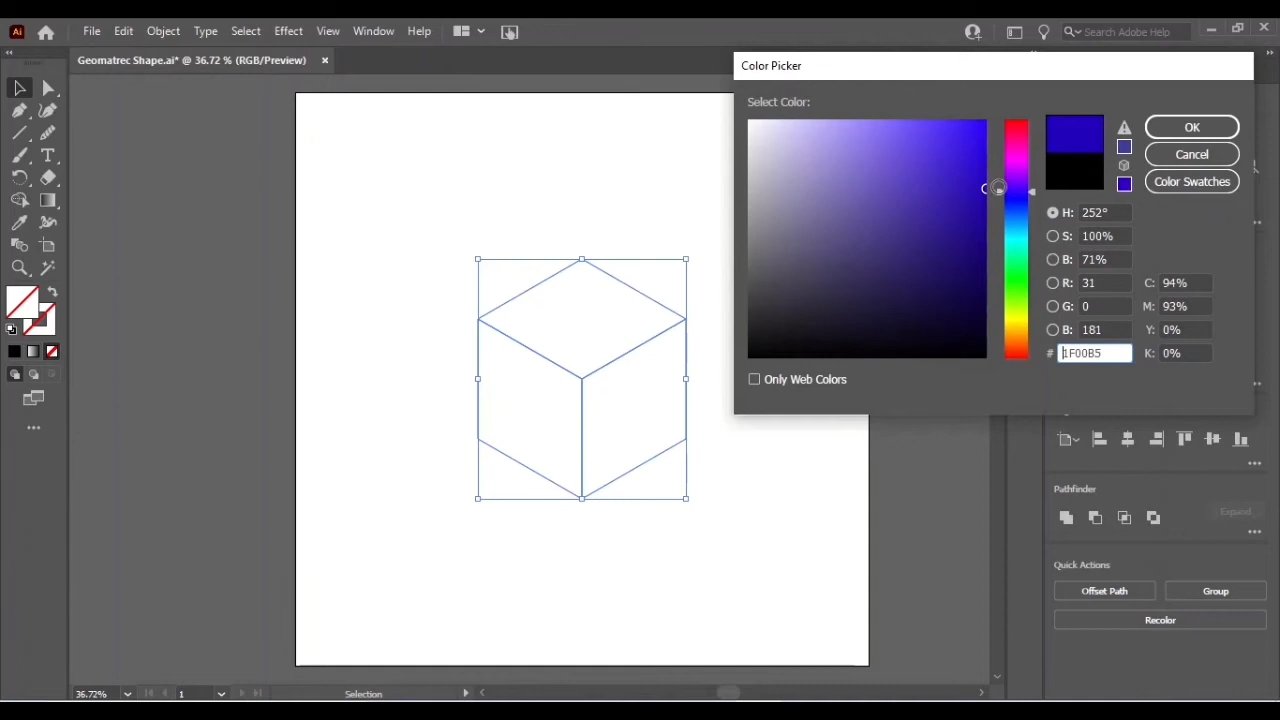 Ai File Edit Object Type Select Effect View Window Help Search Adobe Help
Geomatrec Shape.ai* @ 36.72 % (RGB/Preview) ×
Color Picker
Select Color:
OK
Cancel
Color Swatches
H: 252°
S: 100%
B: 71%
R: 31 C: 94%
G: 0 M: 93%
B: 181 Y: 0%
# 1F00B5 K: 0%
Only Web Colors
Pathfinder
Expand
Quick Actions
Offset Path Group
Recolor
36.72% 1 Selection